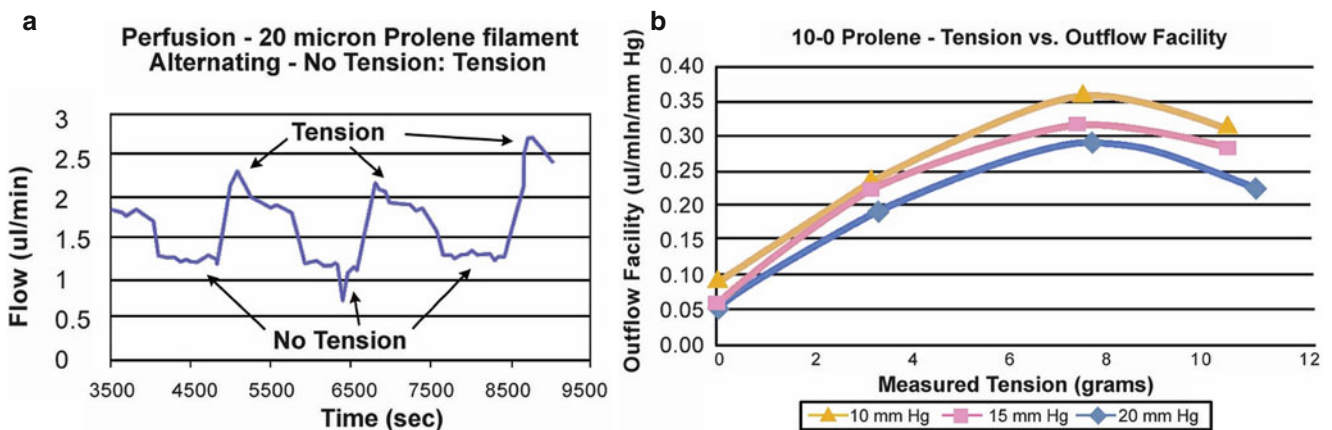 a
Perfusion - 20 micron Prolene filament
Alternating - No Tension: Tension
Flow (ul/min)
3
2.5
2
1.5
1
0.5
0
Tension
No Tension
3500 4500 5500 6500 7500 8500 9500
Time (sec)
b
10-0 Prolene - Tension vs. Outflow Facility
Outflow Facility (ul/mln/mm Hg)
0.40
0.35
0.30
0.25
0.20
0.15
0.10
0.05
0.00
0 2 4 6 8 10 12
Measured Tension (grams)
10 mm Hg 15 mm Hg 20 mm Hg